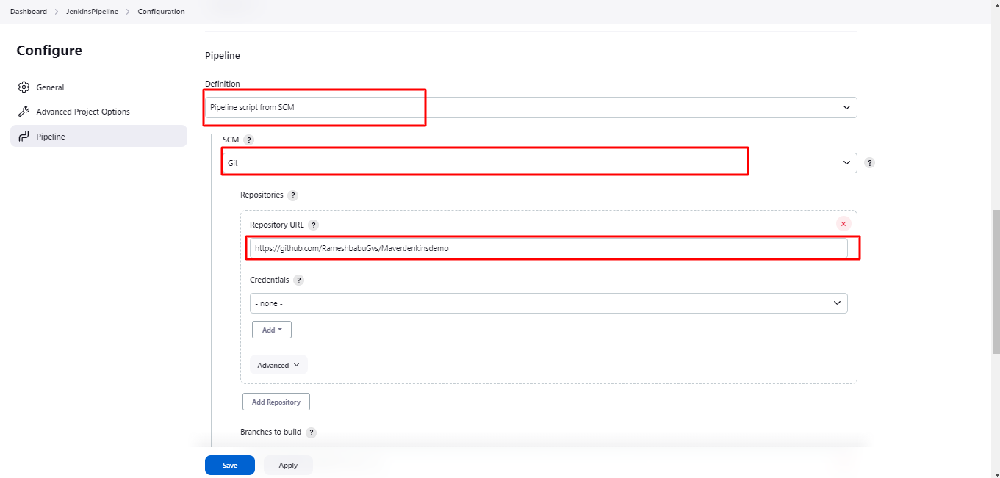 Dashboard > JenkinsPipeline > Configuration
Configure
General
Advanced Project Options
Pipeline
Pipeline
Definition
Pipeline script from SCM
SCM ?
Git
?
Repositories ?
Repository URL ?
https://github.com/RameshbabuGvs/MavenJenkinsdemo
Credentials ?
- none -
Add
Advanced
Add Repository
Branches to build ?
Save
Apply